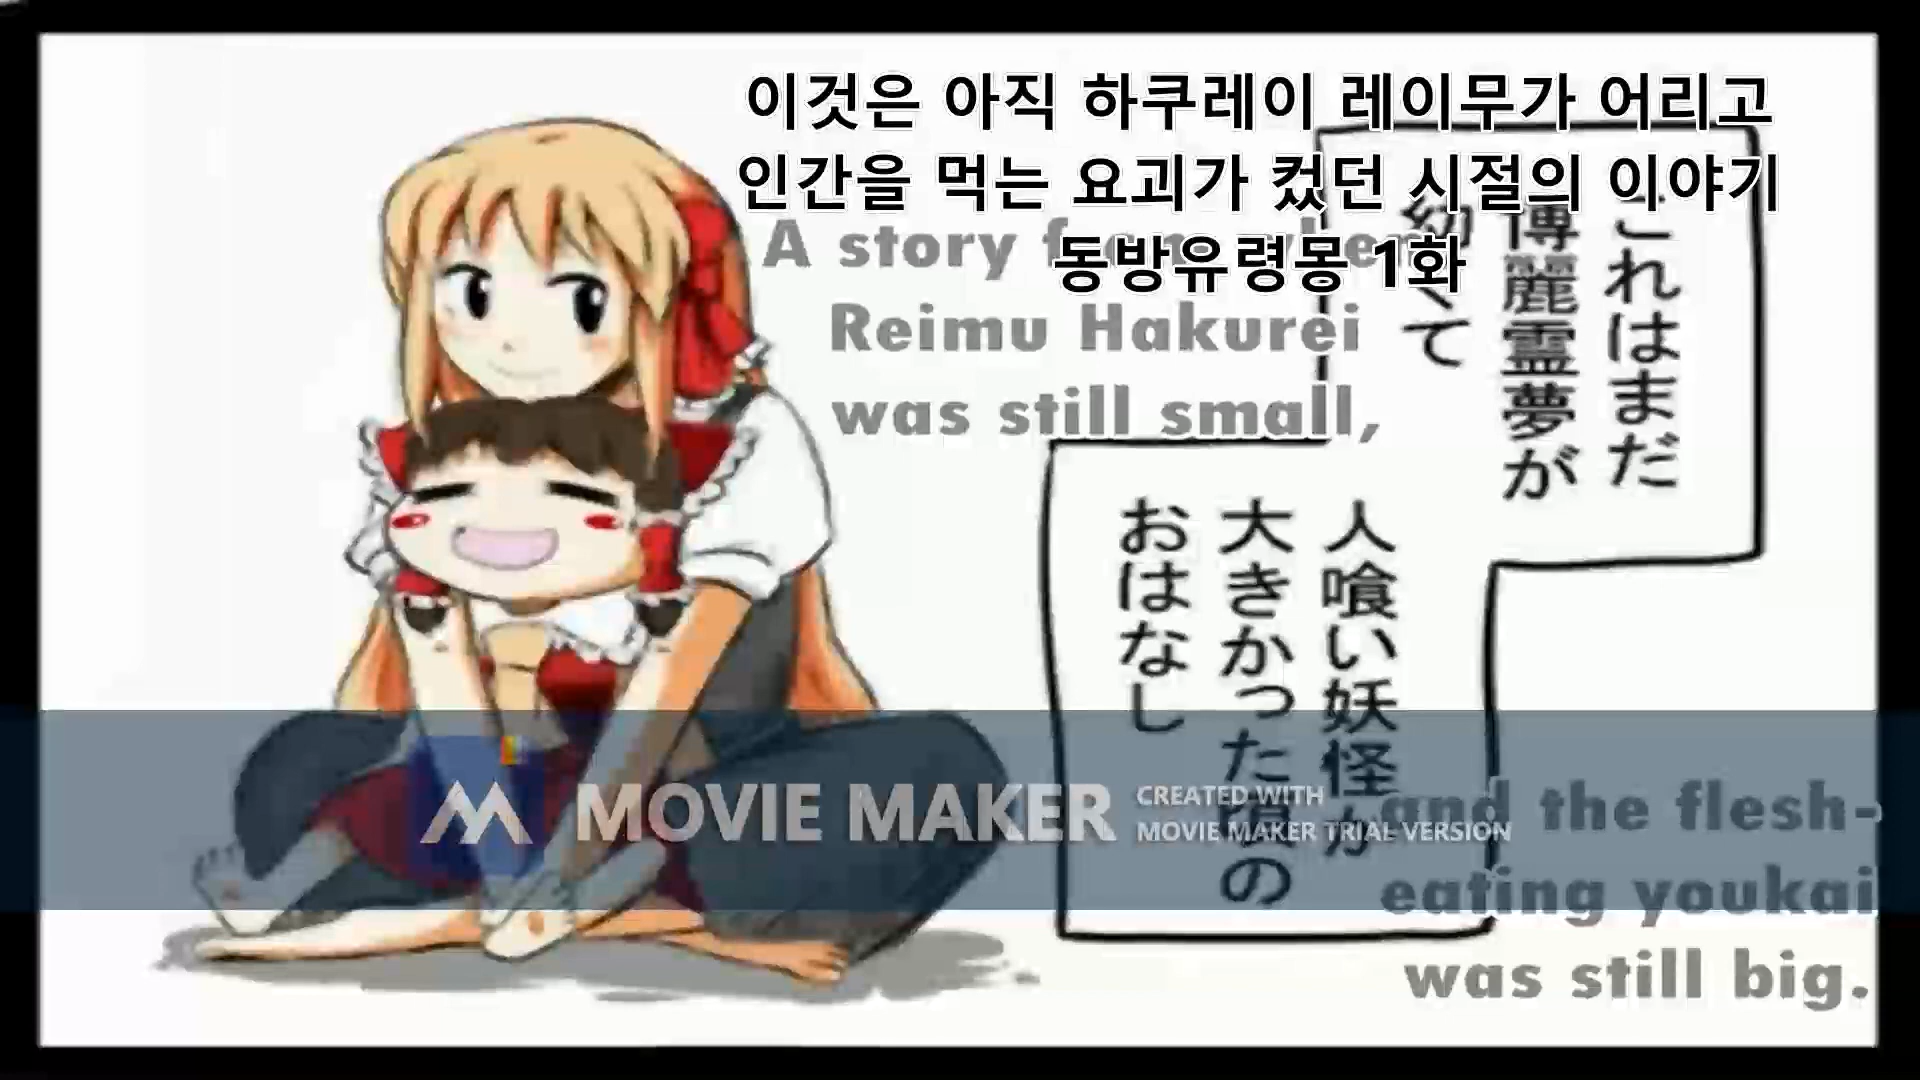 이것은 아직 하쿠레이 레이무가 어리고
인간을 먹는 요괴가 컸던 시절의 이야기
동방유령몽 1화
A story
Reimu Hakurei
was still small,
これはまだ
博麗霊夢が
幼くて
人喰い妖怪が
大きかった頃の
おはなし
MOVIE MAKER
CREATED WITH
MOVIE MAKER TRIAL VERSION
and the flesh-
eating youkai
was still big.